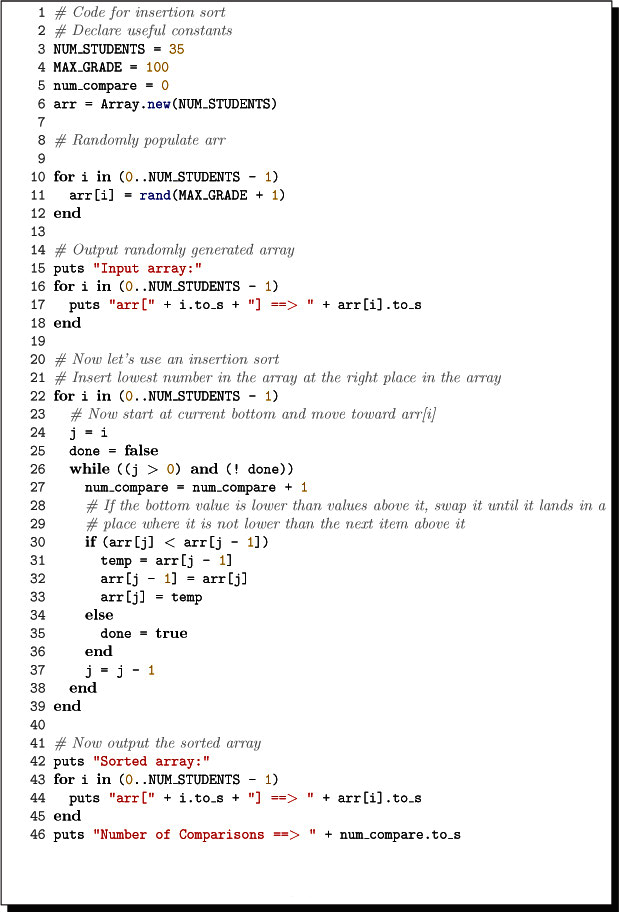 1 # Code for insertion sort
2 # Declare useful constants
3 NUM_STUDENTS = 35
4 MAX_GRADE = 100
5 num_compare = 0
6 arr = Array.new(NUM_STUDENTS)
7
8 # Randomly populate arr
9
10 for i in (0..NUM_STUDENTS - 1)
11   arr[i] = rand(MAX_GRADE + 1)
12 end
13
14 # Output randomly generated array
15 puts "Input array:"
16 for i in (0..NUM_STUDENTS - 1)
17   puts "arr[" + i.to_s + "] ==> " + arr[i].to_s
18 end
19
20 # Now let's use an insertion sort
21 # Insert lowest number in the array at the right place in the array
22 for i in (0..NUM_STUDENTS - 1)
23   # Now start at current bottom and move toward arr[i]
24   j = i
25   done = false
26   while ((j > 0) and (! done))
27     num_compare = num_compare + 1
28     # If the bottom value is lower than values above it, swap it until it lands in a
29     # place where it is not lower than the next item above it
30     if (arr[j] < arr[j - 1])
31       temp = arr[j - 1]
32       arr[j - 1] = arr[j]
33       arr[j] = temp
34     else
35       done = true
36     end
37     j = j - 1
38   end
39 end
40
41 # Now output the sorted array
42 puts "Sorted array:"
43 for i in (0..NUM_STUDENTS - 1)
44   puts "arr[" + i.to_s + "] ==> " + arr[i].to_s
45 end
46 puts "Number of Comparisons ==> " + num_compare.to_s